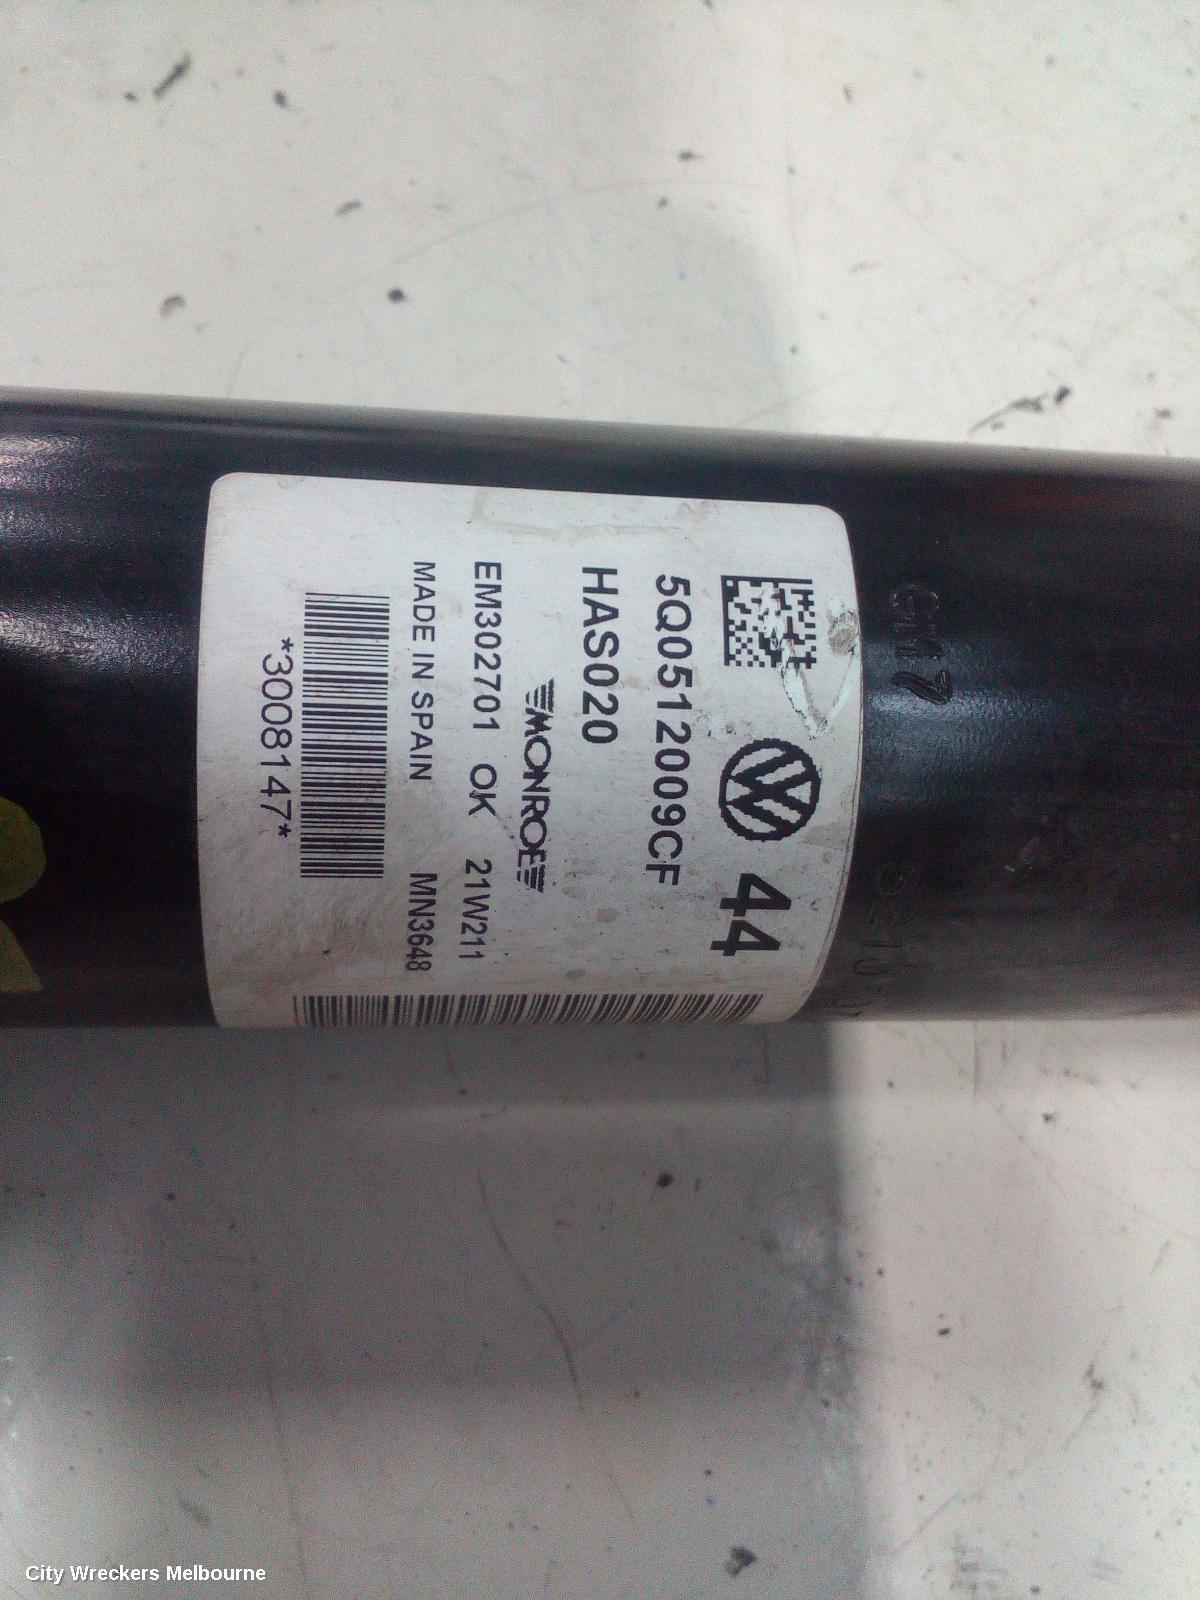 44
5Q0512009CF
HAS020
MONROE
EM302701 OK 21W211
MADE IN SPAIN MN3648
*3008147*
City Wreckers Melbourne